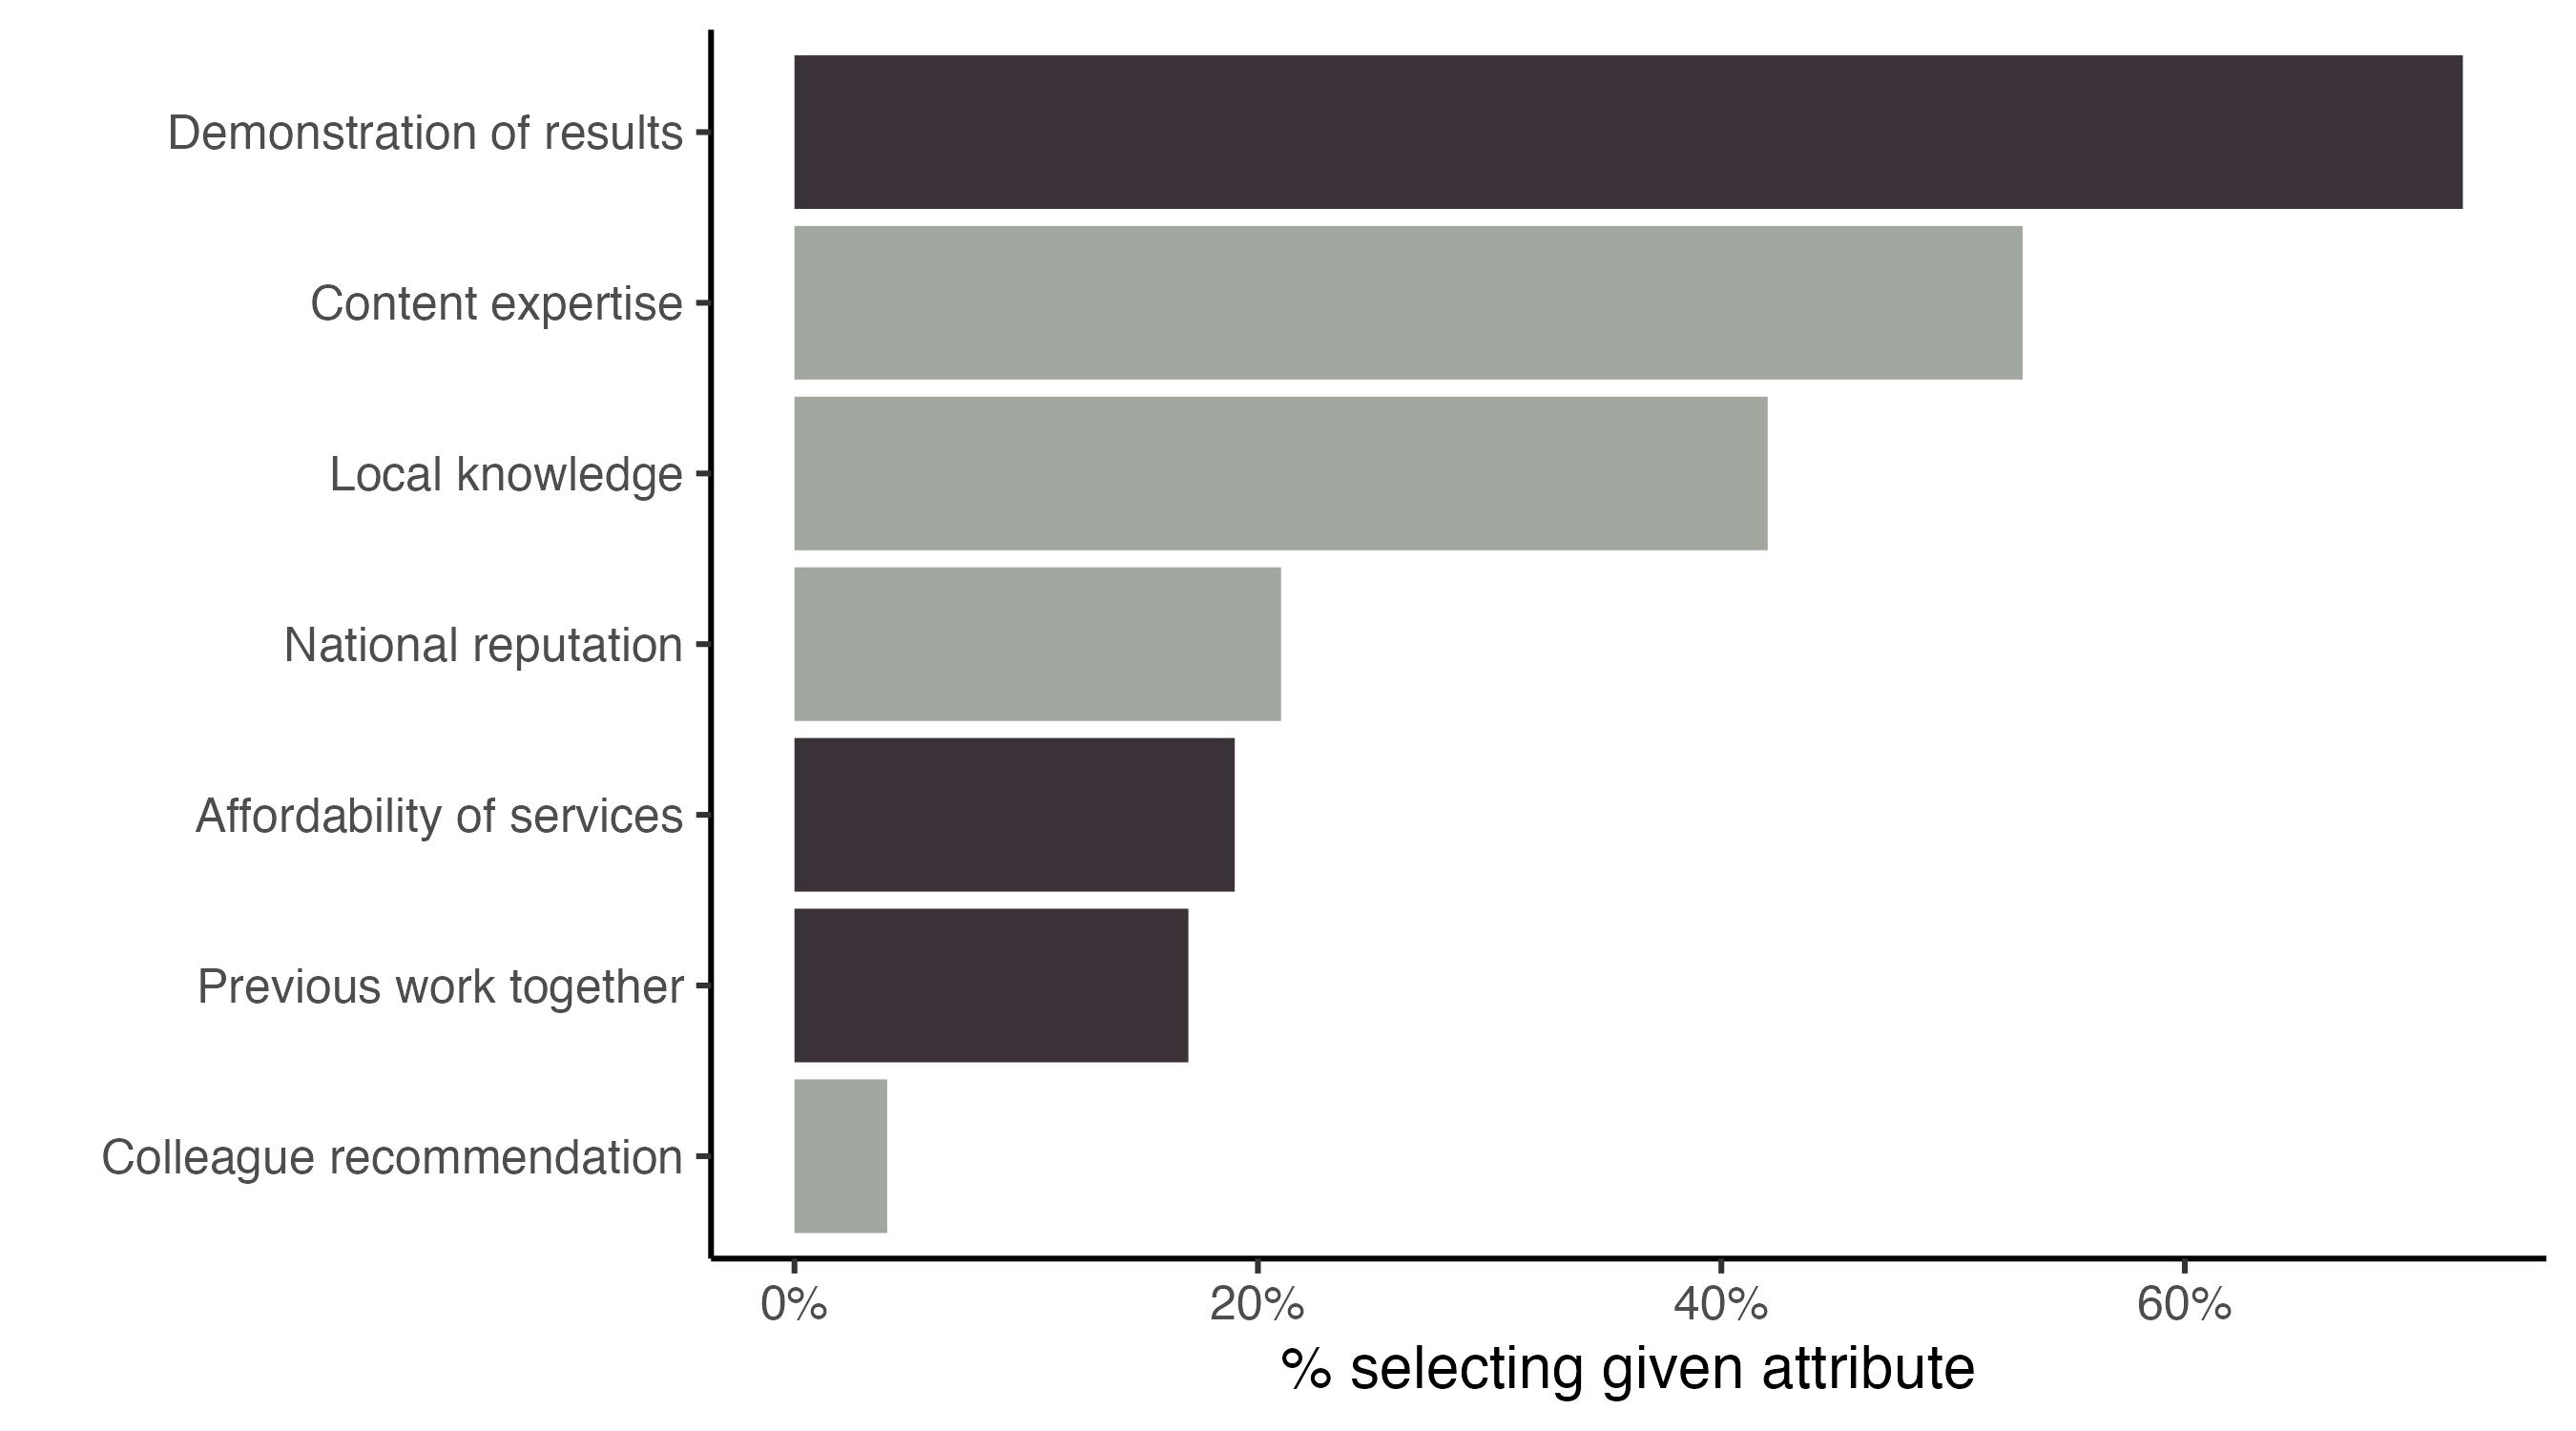 Demonstration of results
Content expertise
Local knowledge
National reputation
Affordability of services
Previous work together
Colleague recommendation
0% 20% 40% 60%
% selecting given attribute